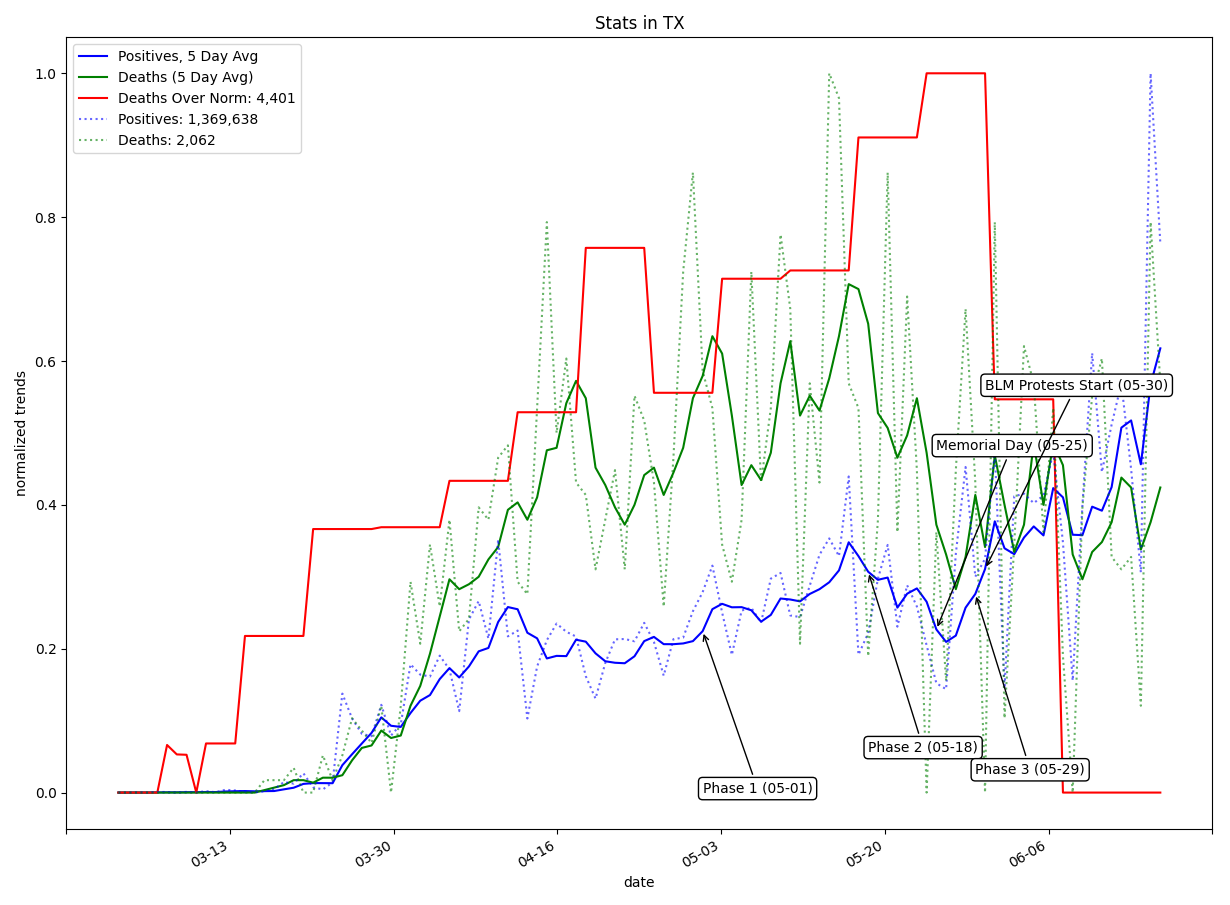 Stats in TX
Positives, 5 Day Avg
Deaths (5 Day Avg)
Deaths Over Norm: 4,401
Positives: 1,369,638
Deaths: 2,062
1.0
0.8
0.6
0.4
0.2
0.0
normalized trends
BLM Protests Start (05-30)
Memorial Day (05-25)
Phase 2 (05-18)
Phase 3 (05-29)
Phase 1 (05-01)
03-13
03-30
04-16
05-03
05-20
06-06
date